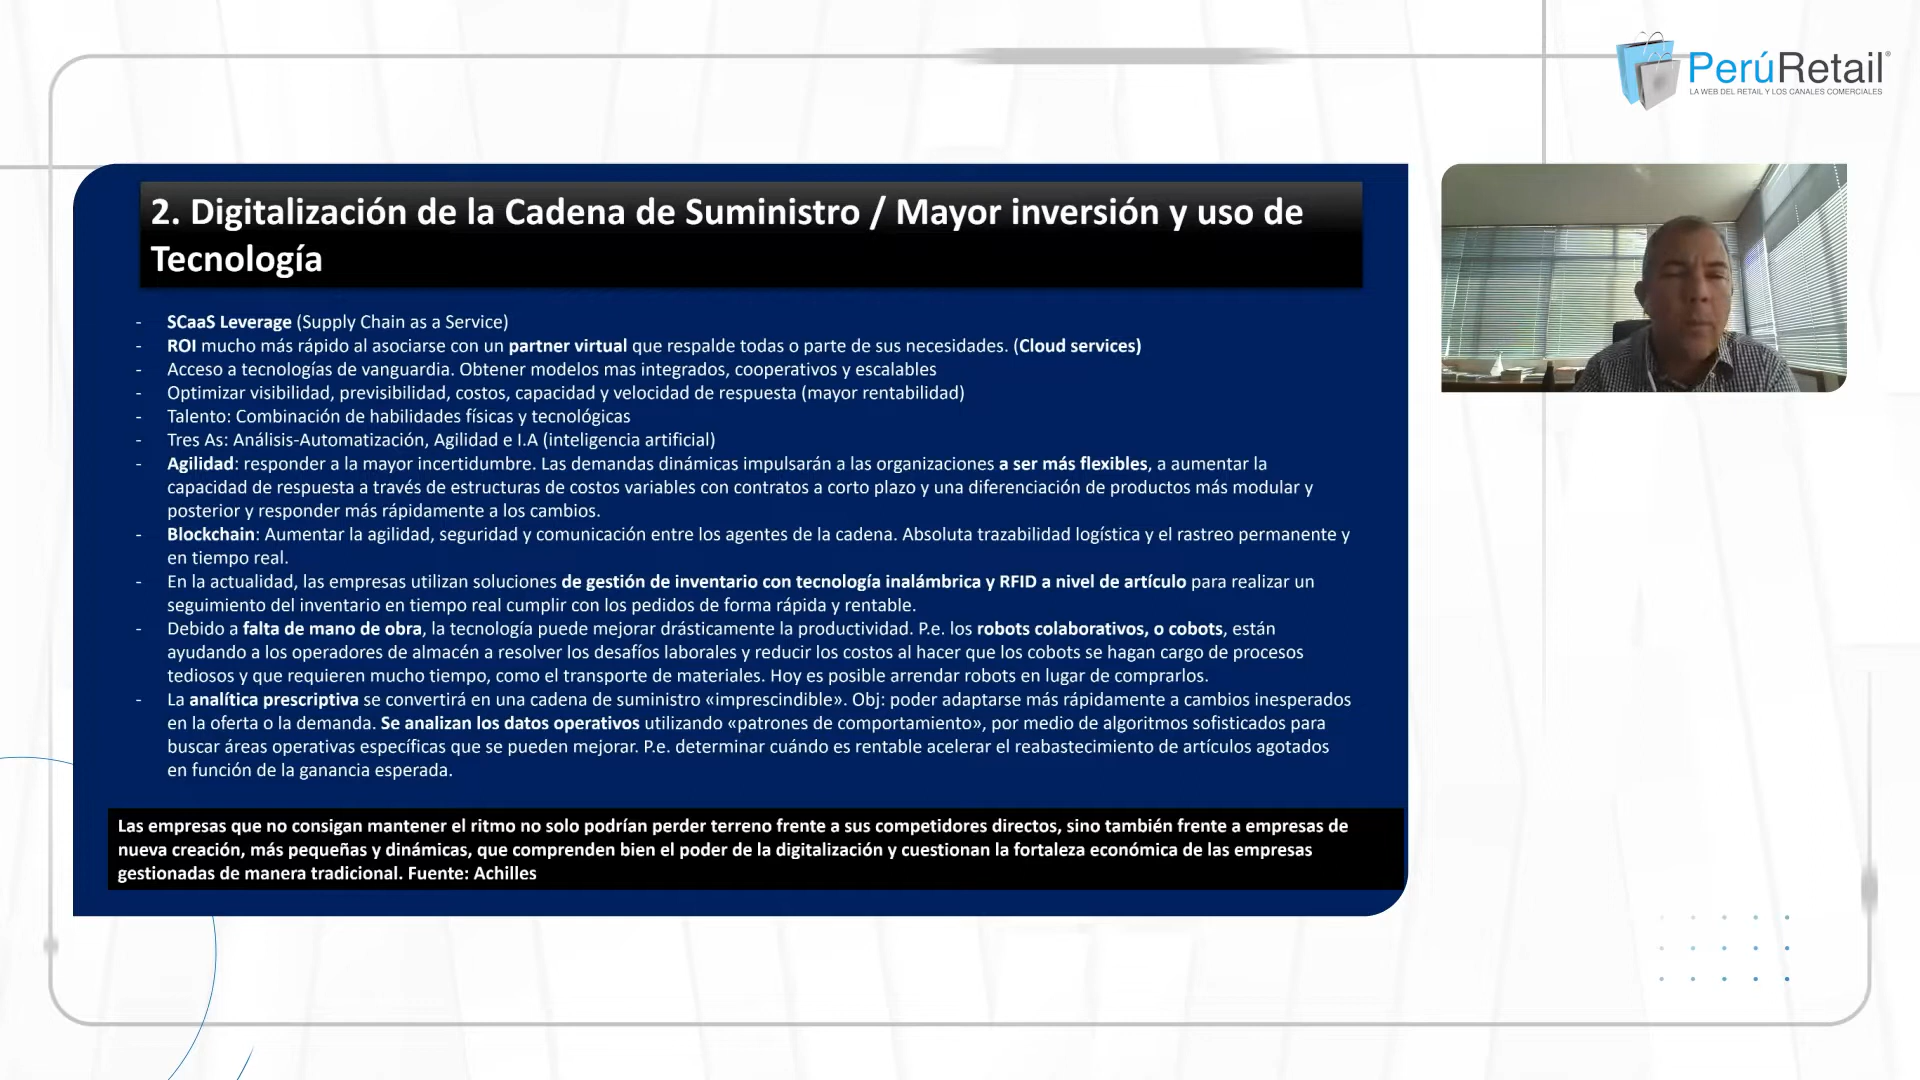 PerúRetail®
LA WEB DEL RETAIL Y LOS CANALES COMERCIALES
2. Digitalización de la Cadena de Suministro / Mayor inversión y uso de
Tecnología
- SCaaS Leverage (Supply Chain as a Service)
- ROI mucho más rápido al asociarse con un partner virtual que respalde todas o parte de sus necesidades. (Cloud services)
- Acceso a tecnologías de vanguardia. Obtener modelos mas integrados, cooperativos y escalables
- Optimizar visibilidad, previsibilidad, costos, capacidad y velocidad de respuesta (mayor rentabilidad)
- Talento: Combinación de habilidades físicas y tecnológicas
- Tres As: Análisis-Automatización, Agilidad e I.A (inteligencia artificial)
- Agilidad: responder a la mayor incertidumbre. Las demandas dinámicas impulsarán a las organizaciones a ser más flexibles, a aumentar la
capacidad de respuesta a través de estructuras de costos variables con contratos a corto plazo y una diferenciación de productos más modular y
posterior y responder más rápidamente a los cambios.
- Blockchain: Aumentar la agilidad, seguridad y comunicación entre los agentes de la cadena. Absoluta trazabilidad logística y el rastreo permanente y
en tiempo real.
- En la actualidad, las empresas utilizan soluciones de gestión de inventario con tecnología inalámbrica y RFID a nivel de artículo para realizar un
seguimiento del inventario en tiempo real cumplir con los pedidos de forma rápida y rentable.
- Debido a falta de mano de obra, la tecnología puede mejorar drásticamente la productividad. P.e. los robots colaborativos, o cobots, están
ayudando a los operadores de almacén a resolver los desafíos laborales y reducir los costos al hacer que los cobots se hagan cargo de procesos
tediosos y que requieren mucho tiempo, como el transporte de materiales. Hoy es posible arrendar robots en lugar de comprarlos.
- La analítica prescriptiva se convertirá en una cadena de suministro «imprescindible». Obj: poder adaptarse más rápidamente a cambios inesperados
en la oferta o la demanda. Se analizan los datos operativos utilizando «patrones de comportamiento», por medio de algoritmos sofisticados para
buscar áreas operativas específicas que se pueden mejorar. P.e. determinar cuándo es rentable acelerar el reabastecimiento de artículos agotados
en función de la ganancia esperada.
Las empresas que no consigan mantener el ritmo no solo podrían perder terreno frente a sus competidores directos, sino también frente a empresas de
nueva creación, más pequeñas y dinámicas, que comprenden bien el poder de la digitalización y cuestionan la fortaleza económica de las empresas
gestionadas de manera tradicional. Fuente: Achilles